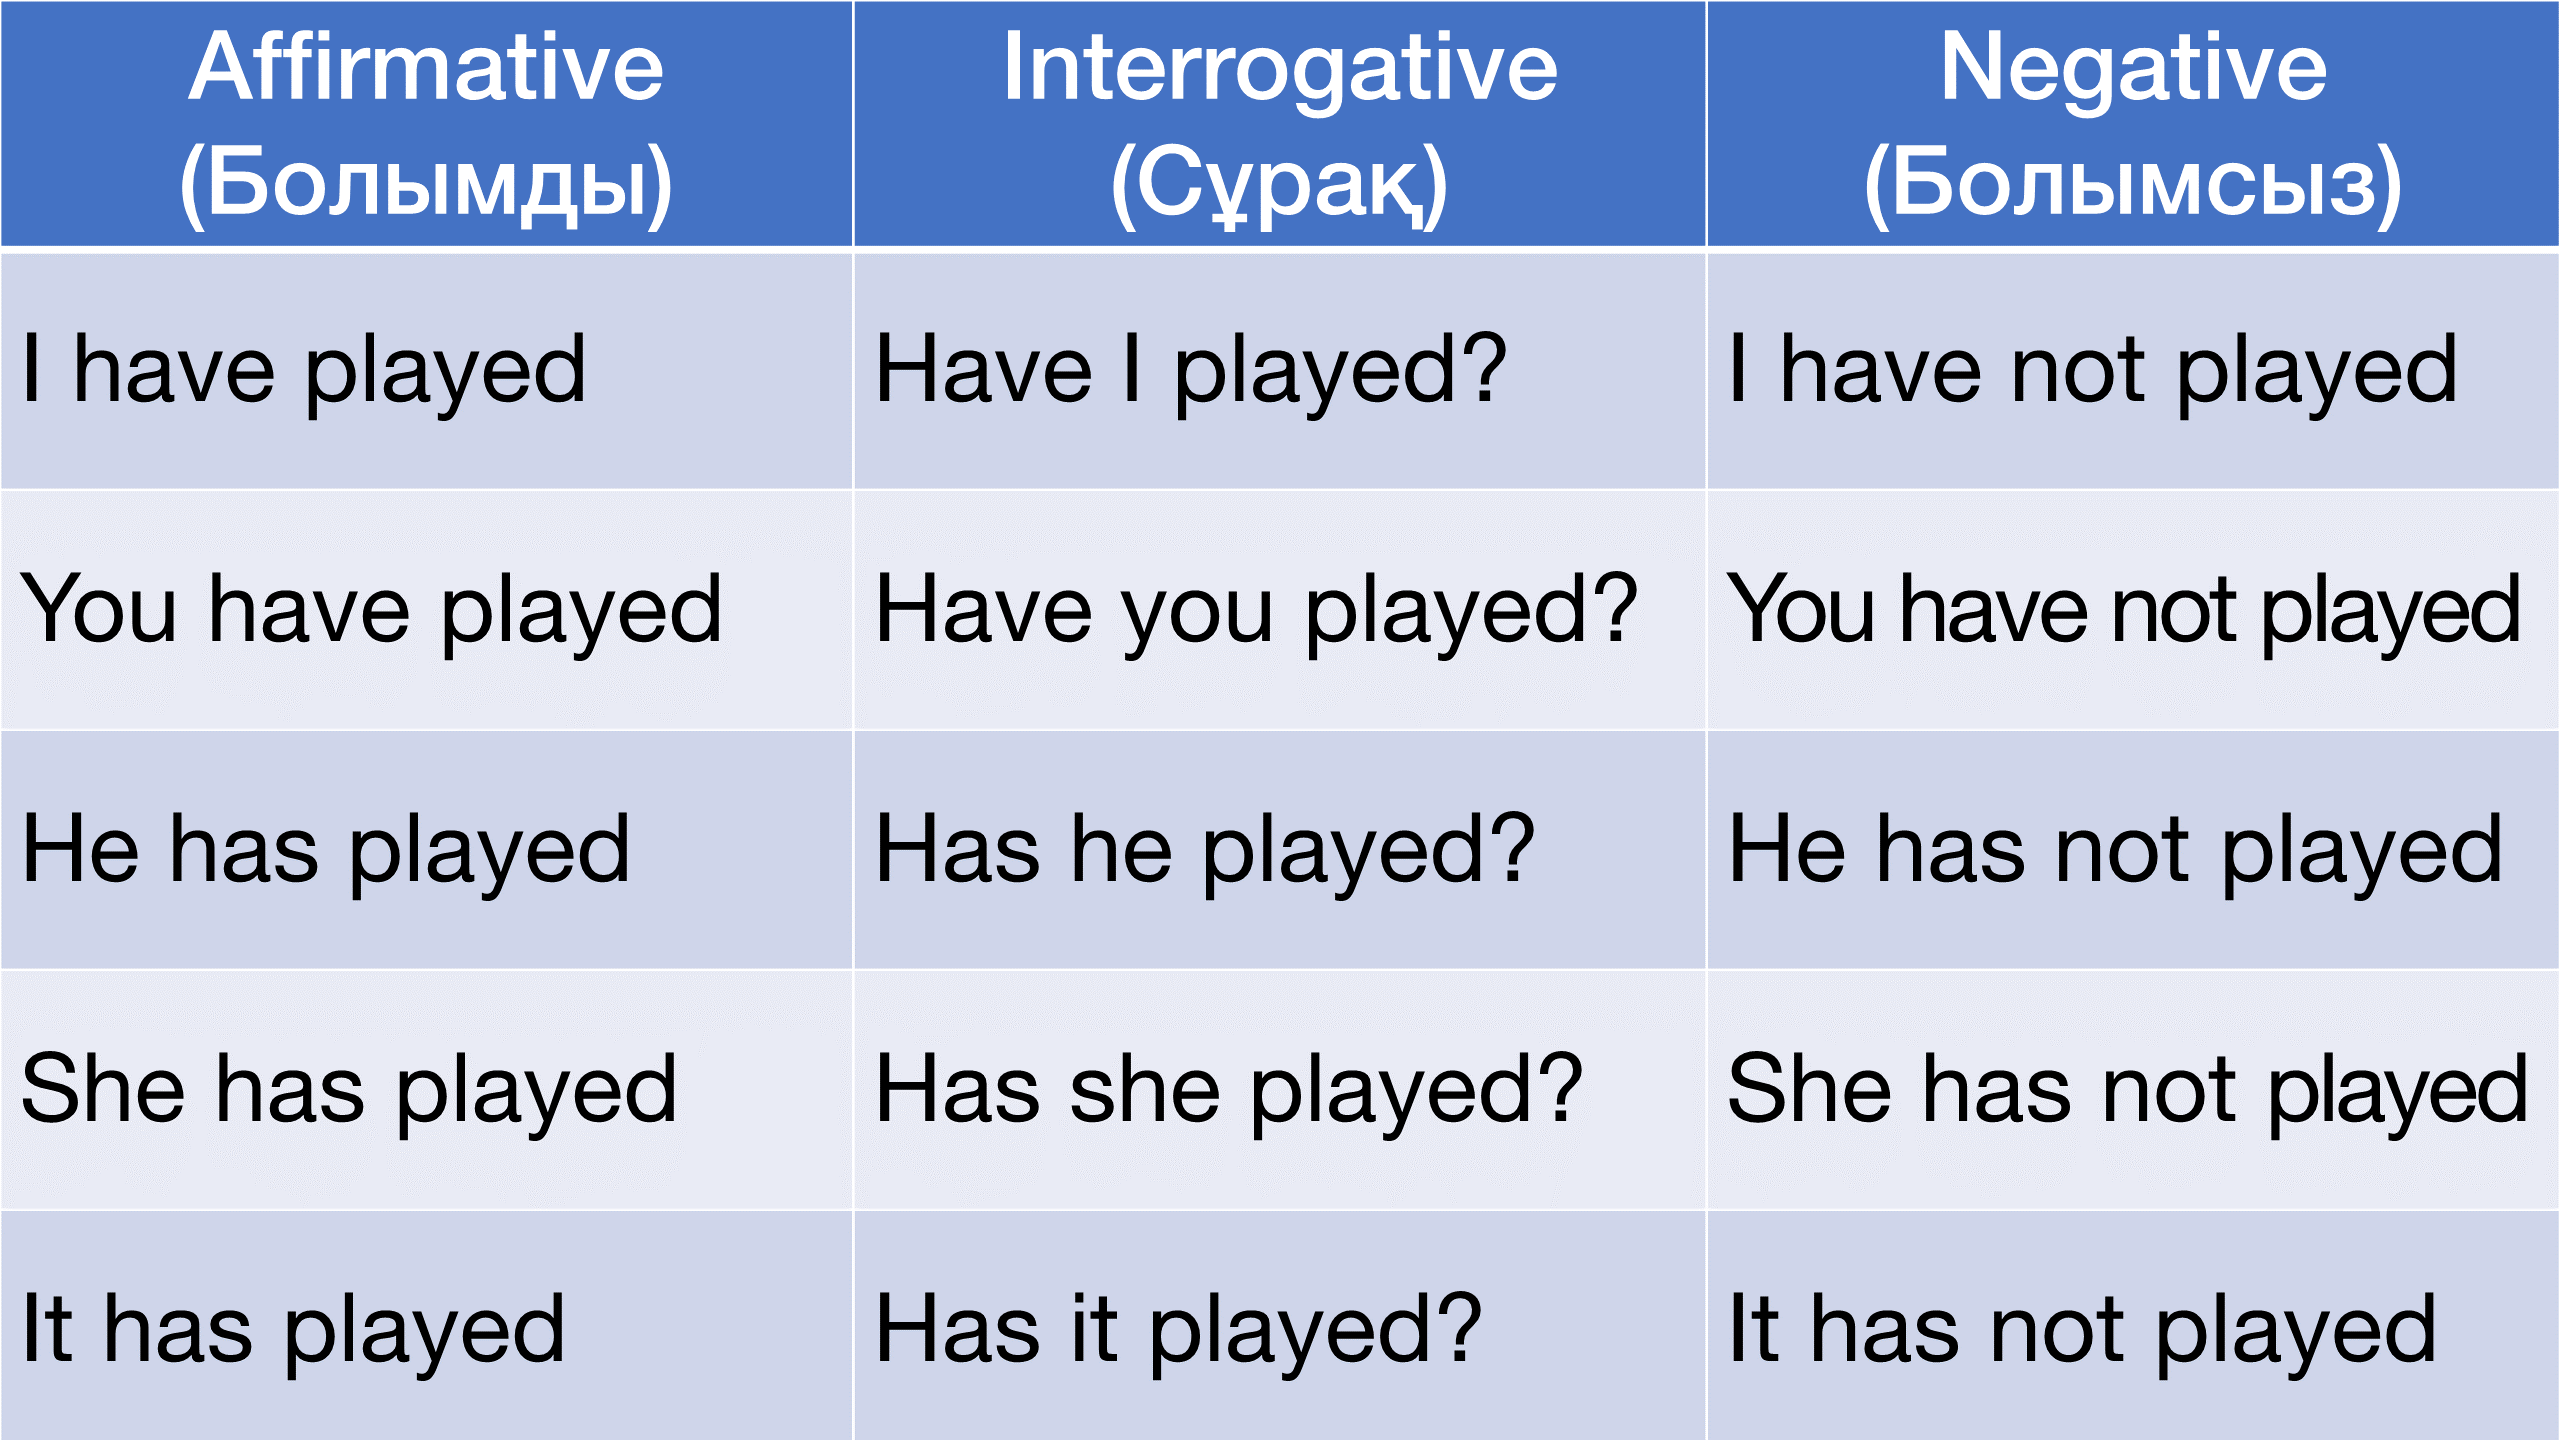 Affirmative
(Болымды)
Interrogative
(Сұрақ)
Negative
(Болымсыз)
I have played
Have I played?
I have not played
You have played
Have you played?
You have not played
He has played
Has he played?
He has not played
She has played
Has she played?
She has not played
It has played
Has it played?
It has not played